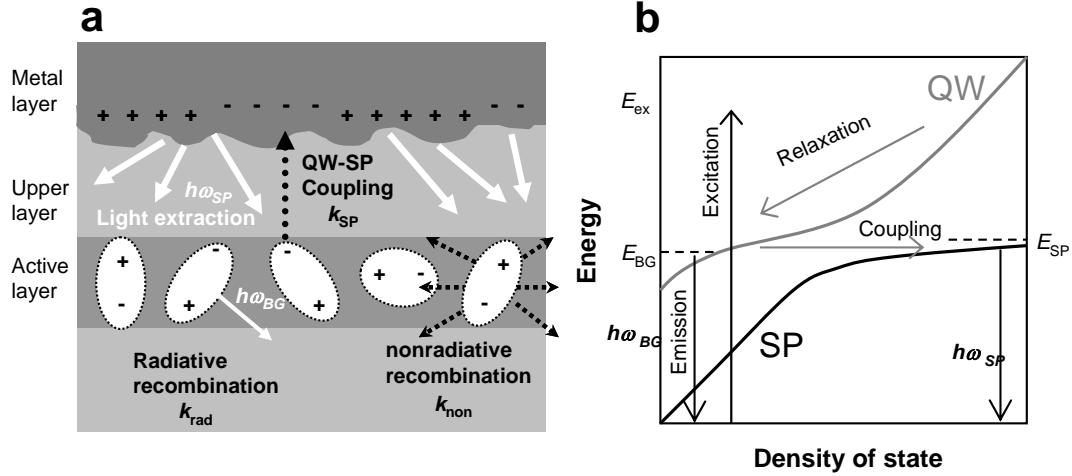 a
Metal
layer
+ + + +
- - - -
+ + + + +
- -
Upper
layer
hωSP
Light extraction
QW-SP
Coupling
kSP
Active
layer
+
-
-
+
hωBG
-
+
+ -
+
-
Radiative
recombination
krad
nonradiative
recombination
knon
b
Energy
Eex
EBG
hωBG
Excitation
Emission
Relaxation
QW
Coupling
ESP
SP
hωSP
Density of state